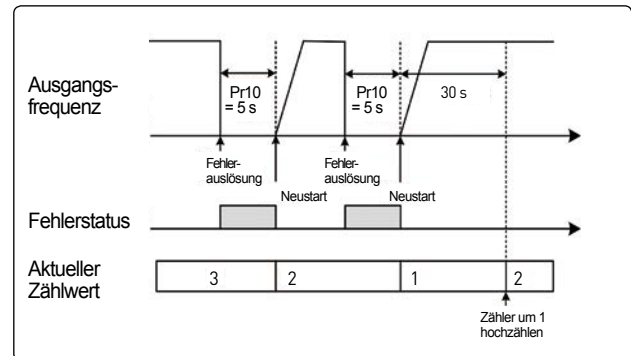 Ausgangs-
frequenz
Pr10
= 5 s
Pr10
= 5 s
30 s
Fehler-
auslösung
Neustart
Fehler-
auslösung
Neustart
Fehlerstatus
Aktueller
Zählwert
3
2
1
2
Zähler um 1
hochzählen